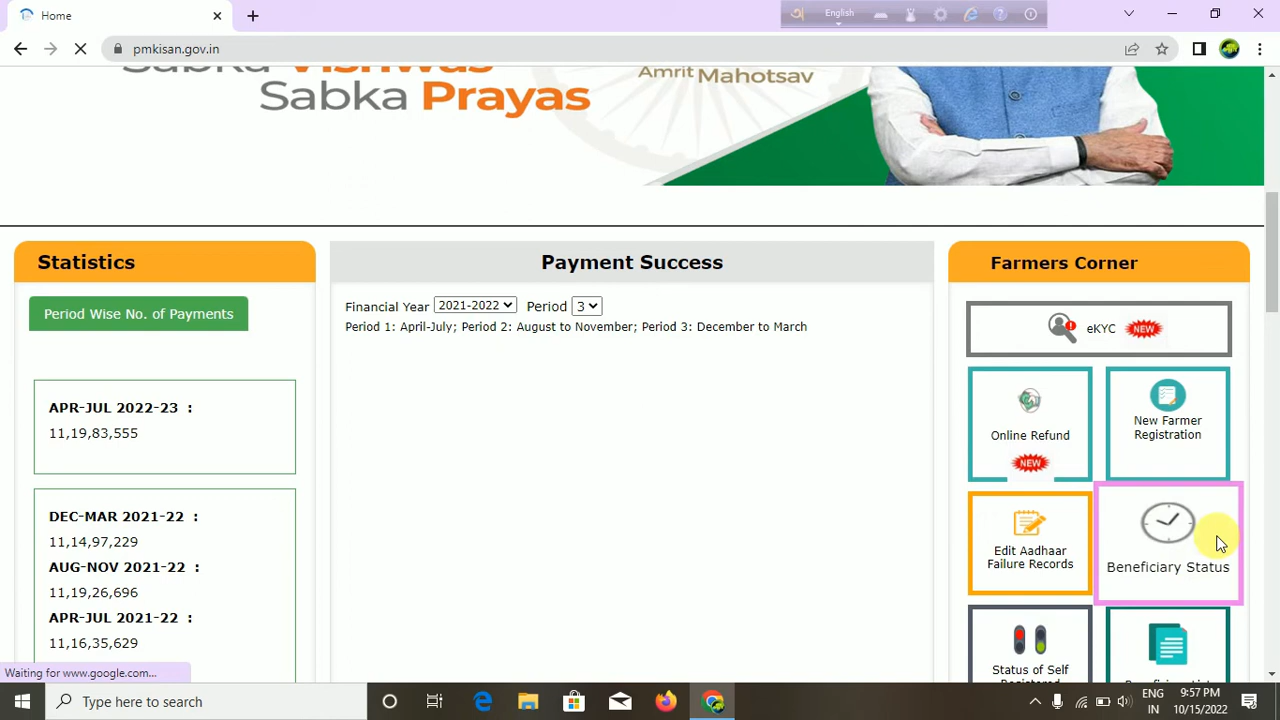 Home
English
pmkisan.gov.in
Sabka Vishwas
Sabka Prayas
Amrit Mahotsav
Statistics
Period Wise No. of Payments
APR-JUL 2022-23 :
11,19,83,555
DEC-MAR 2021-22 :
11,14,97,229
AUG-NOV 2021-22 :
11,19,26,696
APR-JUL 2021-22 :
11,16,35,629
Payment Success
Financial Year 2021-2022 Period 3
Period 1: April-July; Period 2: August to November; Period 3: December to March
Farmers Corner
eKYC NEW
Online Refund
NEW
New Farmer
Registration
Edit Aadhaar
Failure Records
Beneficiary Status
Status of Self
Waiting for www.google.com...
Type here to search
ENG
IN
9:57 PM
10/15/2022